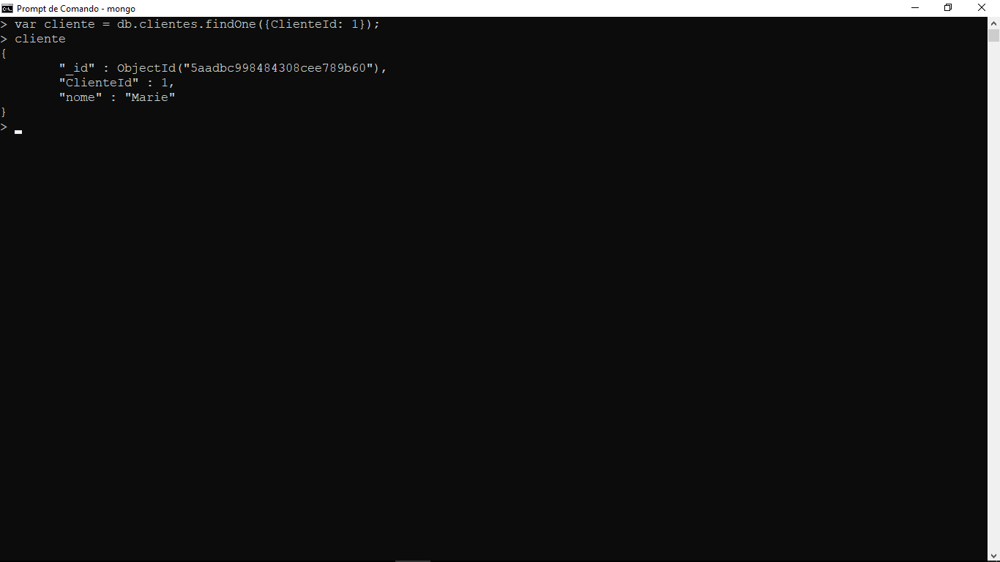 Prompt de Comando - mongo
> var cliente = db.clientes.findOne({ClienteId: 1});
> cliente
{
        "_id" : ObjectId("5aadbc998484308cee789b60"),
        "ClienteId" : 1,
        "nome" : "Marie"
}
>